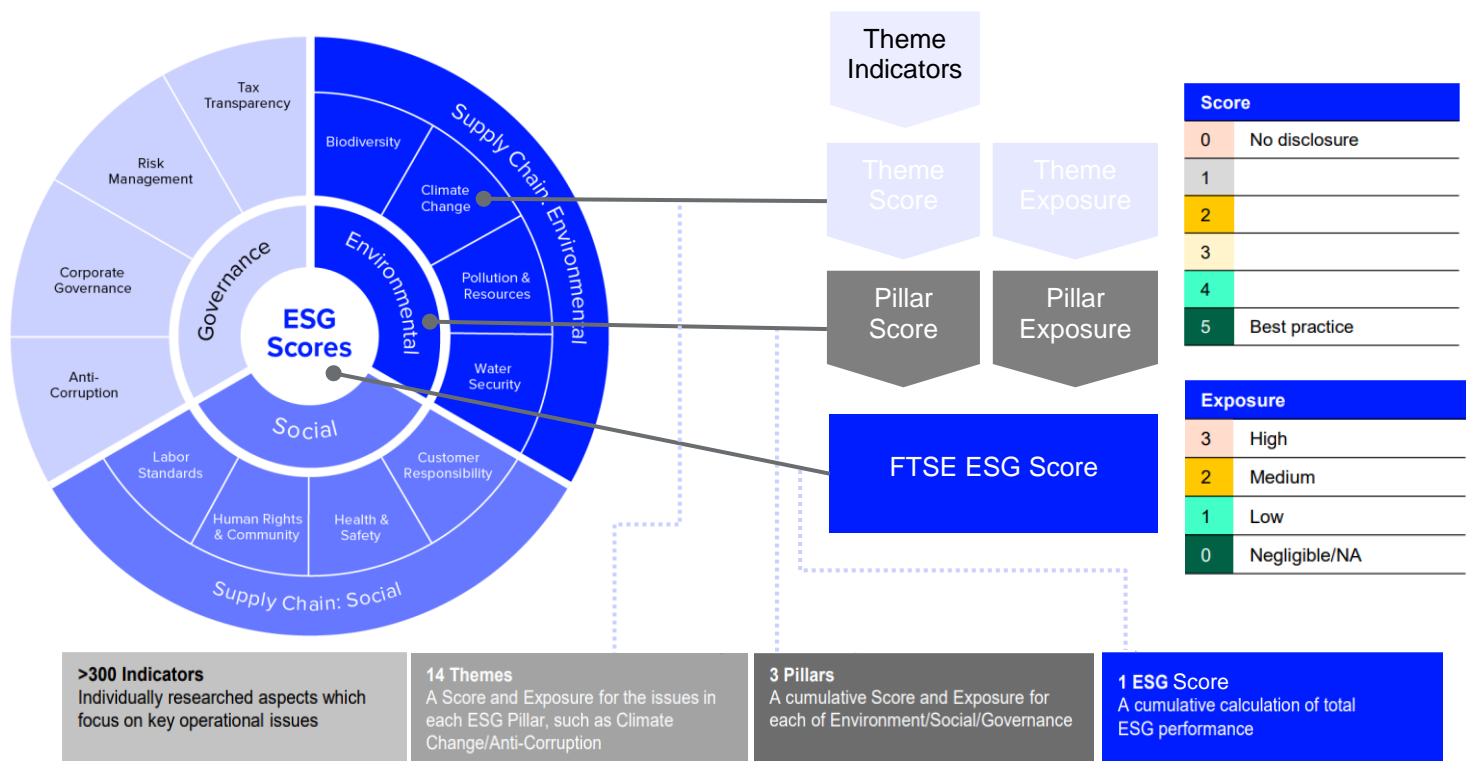 Tax
Transparency
Risk
Management
Corporate
Governance
Anti-
Corruption
Governance
Biodiversity
Climate
Change
Pollution &
Resources
Water
Security
Environmental
Supply Chain: Environmental
ESG
Scores
Social
Labor
Standards
Human Rights
& Community
Health &
Safety
Customer
Responsibility
Supply Chain: Social
Theme
Indicators
Theme
Score
Theme
Exposure
Pillar
Score
Pillar
Exposure
FTSE ESG Score
Score
0 No disclosure
1
2
3
4
5 Best practice
Exposure
3 High
2 Medium
1 Low
0 Negligible/NA
>300 Indicators
Individually researched aspects which
focus on key operational issues
14 Themes
A Score and Exposure for the issues in
each ESG Pillar, such as Climate
Change/Anti-Corruption
3 Pillars
A cumulative Score and Exposure for
each of Environment/Social/Governance
1 ESG Score
A cumulative calculation of total
ESG performance